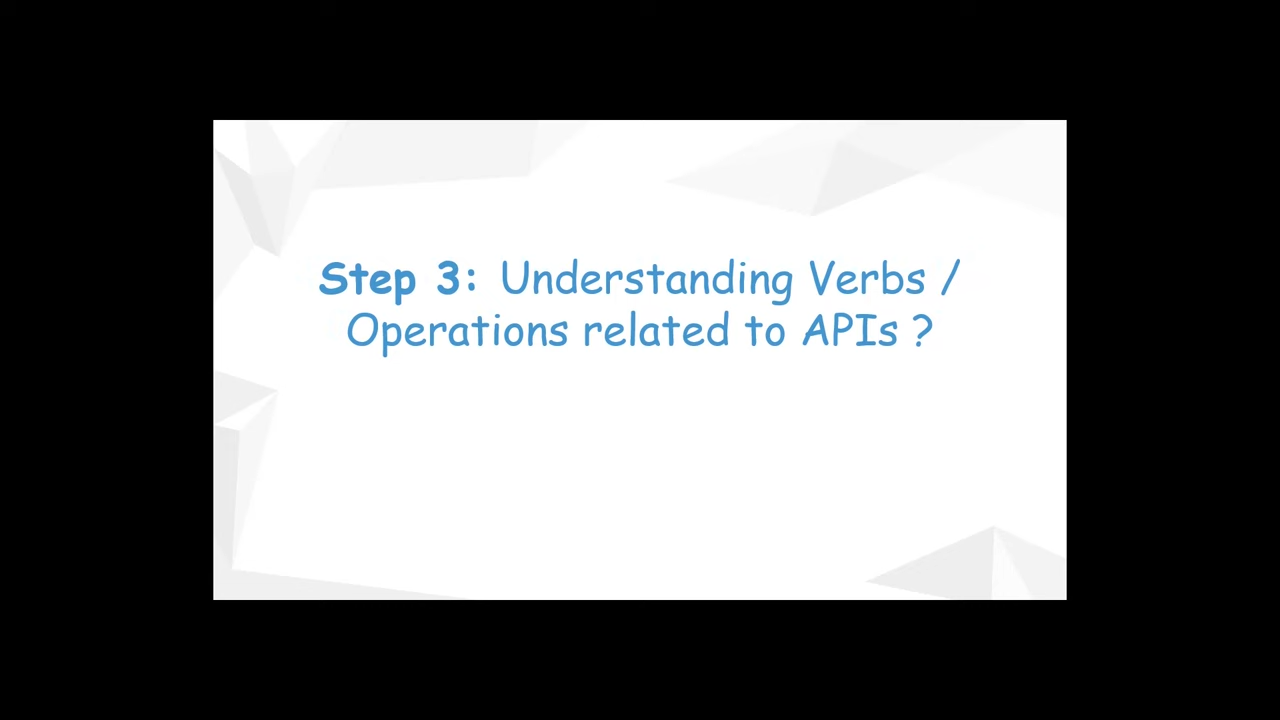 Step 3: Understanding Verbs /
Operations related to APIs ?